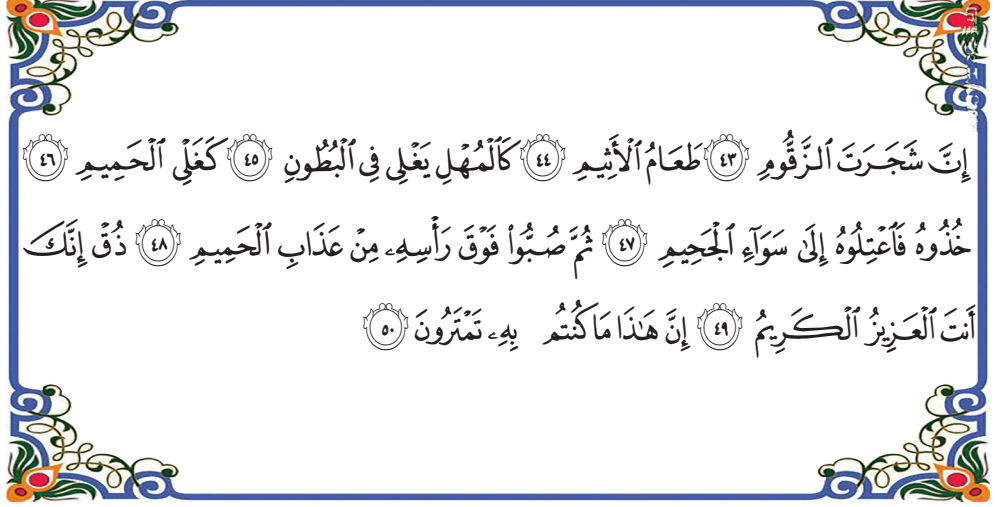 إِنَّ شَجَرَتَ ٱلزَّقُّومِ ٤٣ طَعَامُ ٱلْأَثِيمِ ٤٤ كَٱلْمُهْلِ يَغْلِى فِى ٱلْبُطُونِ ٤٥ كَغَلْىِ ٱلْحَمِيمِ ٤٦
خُذُوهُ فَٱعْتِلُوهُ إِلَىٰ سَوَآءِ ٱلْجَحِيمِ ٤٧ ثُمَّ صُبُّوا۟ فَوْقَ رَأْسِهِۦ مِنْ عَذَابِ ٱلْحَمِيمِ ٤٨ ذُقْ إِنَّكَ
أَنتَ ٱلْعَزِيزُ ٱلْكَرِيمُ ٤٩ إِنَّ هَـٰذَا مَا كُنتُم بِهِۦ تَمْتَرُونَ ٥٠